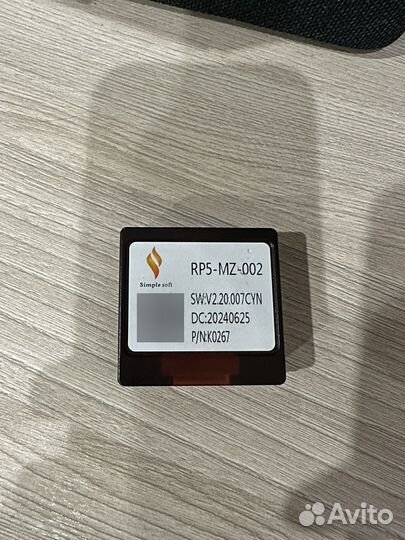 Simple soft
RP5-MZ-002
SW:V2.20.007CYN
DC:20240625
P/N:K0267
Avito